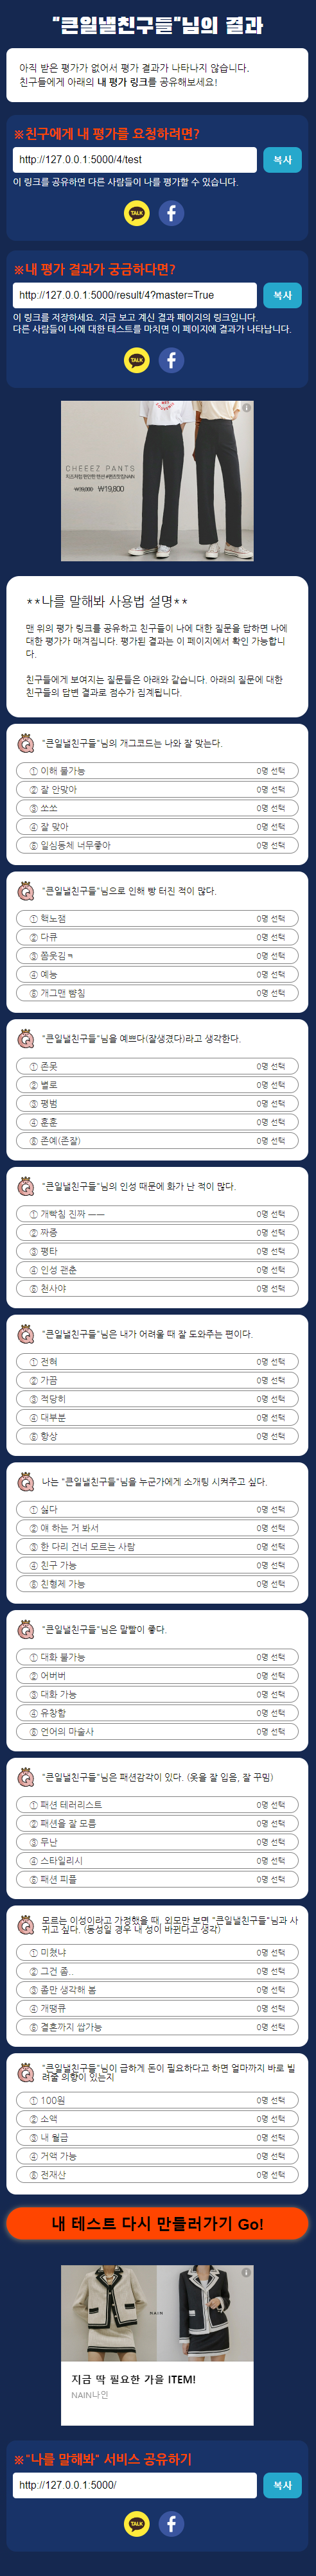 "큰일낼친구들"님의 결과
아직 받은 평가가 없어서 평가 결과가 나타나지 않습니다.
친구들에게 아래의 내 평가 링크를 공유해보세요!
※친구에게 내 평가를 요청하려면?
http://127.0.0.1:5000/4/test
복사
이 링크를 공유하면 다른 사람들이 나를 평가할 수 있습니다.
TALK
※내 평가 결과가 궁금하다면?
http://127.0.0.1:5000/result/4?master=True
복사
이 링크를 저장하세요. 지금 보고 계신 결과 페이지의 링크입니다.
다른 사람들이 나에 대한 테스트를 마치면 이 페이지에 결과가 나타납니다.
TALK
CHEEEZ PANTS
₩19,800
**나를 말해봐 사용법 설명**
맨 위의 평가 링크를 공유하고 친구들이 나에 대한 질문을 답하면 나에
대한 평가가 매겨집니다. 평가된 결과는 이 페이지에서 확인 가능합니
다.
친구들에게 보여지는 질문들은 아래와 같습니다. 아래의 질문에 대한
친구들의 답변 결과로 점수가 집계됩니다.
"큰일낼친구들"님의 개그코드는 나와 잘 맞는다.
① 이해 불가능 0명 선택
② 잘 안맞아 0명 선택
③ 쏘쏘 0명 선택
④ 잘 맞아 0명 선택
⑤ 일심동체 너무좋아 0명 선택
"큰일낼친구들"님으로 인해 빵 터진 적이 많다.
① 핵노잼 0명 선택
② 다큐 0명 선택
③ 쫌웃김ㅋ 0명 선택
④ 예능 0명 선택
⑤ 개그맨 뺨침 0명 선택
"큰일낼친구들"님을 예쁘다(잘생겼다)라고 생각한다.
① 존못 0명 선택
② 별로 0명 선택
③ 평범 0명 선택
④ 훈훈 0명 선택
⑤ 존예(존잘) 0명 선택
"큰일낼친구들"님의 인성 때문에 화가 난 적이 많다.
① 개빡침 진짜 ㅡㅡ 0명 선택
② 짜증 0명 선택
③ 평타 0명 선택
④ 인성 괜춘 0명 선택
⑤ 천사야 0명 선택
"큰일낼친구들"님은 내가 어려울 때 잘 도와주는 편이다.
① 전혀 0명 선택
② 가끔 0명 선택
③ 적당히 0명 선택
④ 대부분 0명 선택
⑤ 항상 0명 선택
나는 "큰일낼친구들"님을 누군가에게 소개팅 시켜주고 싶다.
① 싫다 0명 선택
② 얘 하는 거 봐서 0명 선택
③ 한 다리 건너 모르는 사람 0명 선택
④ 친구 가능 0명 선택
⑤ 친형제 가능 0명 선택
"큰일낼친구들"님은 말빨이 좋다.
① 대화 불가능 0명 선택
② 어버버 0명 선택
③ 대화 가능 0명 선택
④ 유창함 0명 선택
⑤ 언어의 마술사 0명 선택
"큰일낼친구들"님은 패션감각이 있다. (옷을 잘 입음, 잘 꾸밈)
① 패션 테러리스트 0명 선택
② 패션을 잘 모름 0명 선택
③ 무난 0명 선택
④ 스타일리시 0명 선택
⑤ 패션 피플 0명 선택
모르는 이성이라고 가정했을 때, 외모만 보면 "큰일낼친구들"님과 사
귀고 싶다. (동성일 경우 내 성이 바뀐다고 생각)
① 미쳤냐 0명 선택
② 그건 좀.. 0명 선택
③ 좀만 생각해 봄 0명 선택
④ 개땡큐 0명 선택
⑤ 결혼까지 쌉가능 0명 선택
"큰일낼친구들"님이 급하게 돈이 필요하다고 하면 얼마까지 바로 빌
려줄 의향이 있는지
① 100원 0명 선택
② 소액 0명 선택
③ 내 월급 0명 선택
④ 거액 가능 0명 선택
⑤ 전재산 0명 선택
내 테스트 다시 만들러가기 Go!
NAIN
지금 딱 필요한 가을 ITEM!
NAIN나인
※"나를 말해봐" 서비스 공유하기
http://127.0.0.1:5000/
복사
TALK